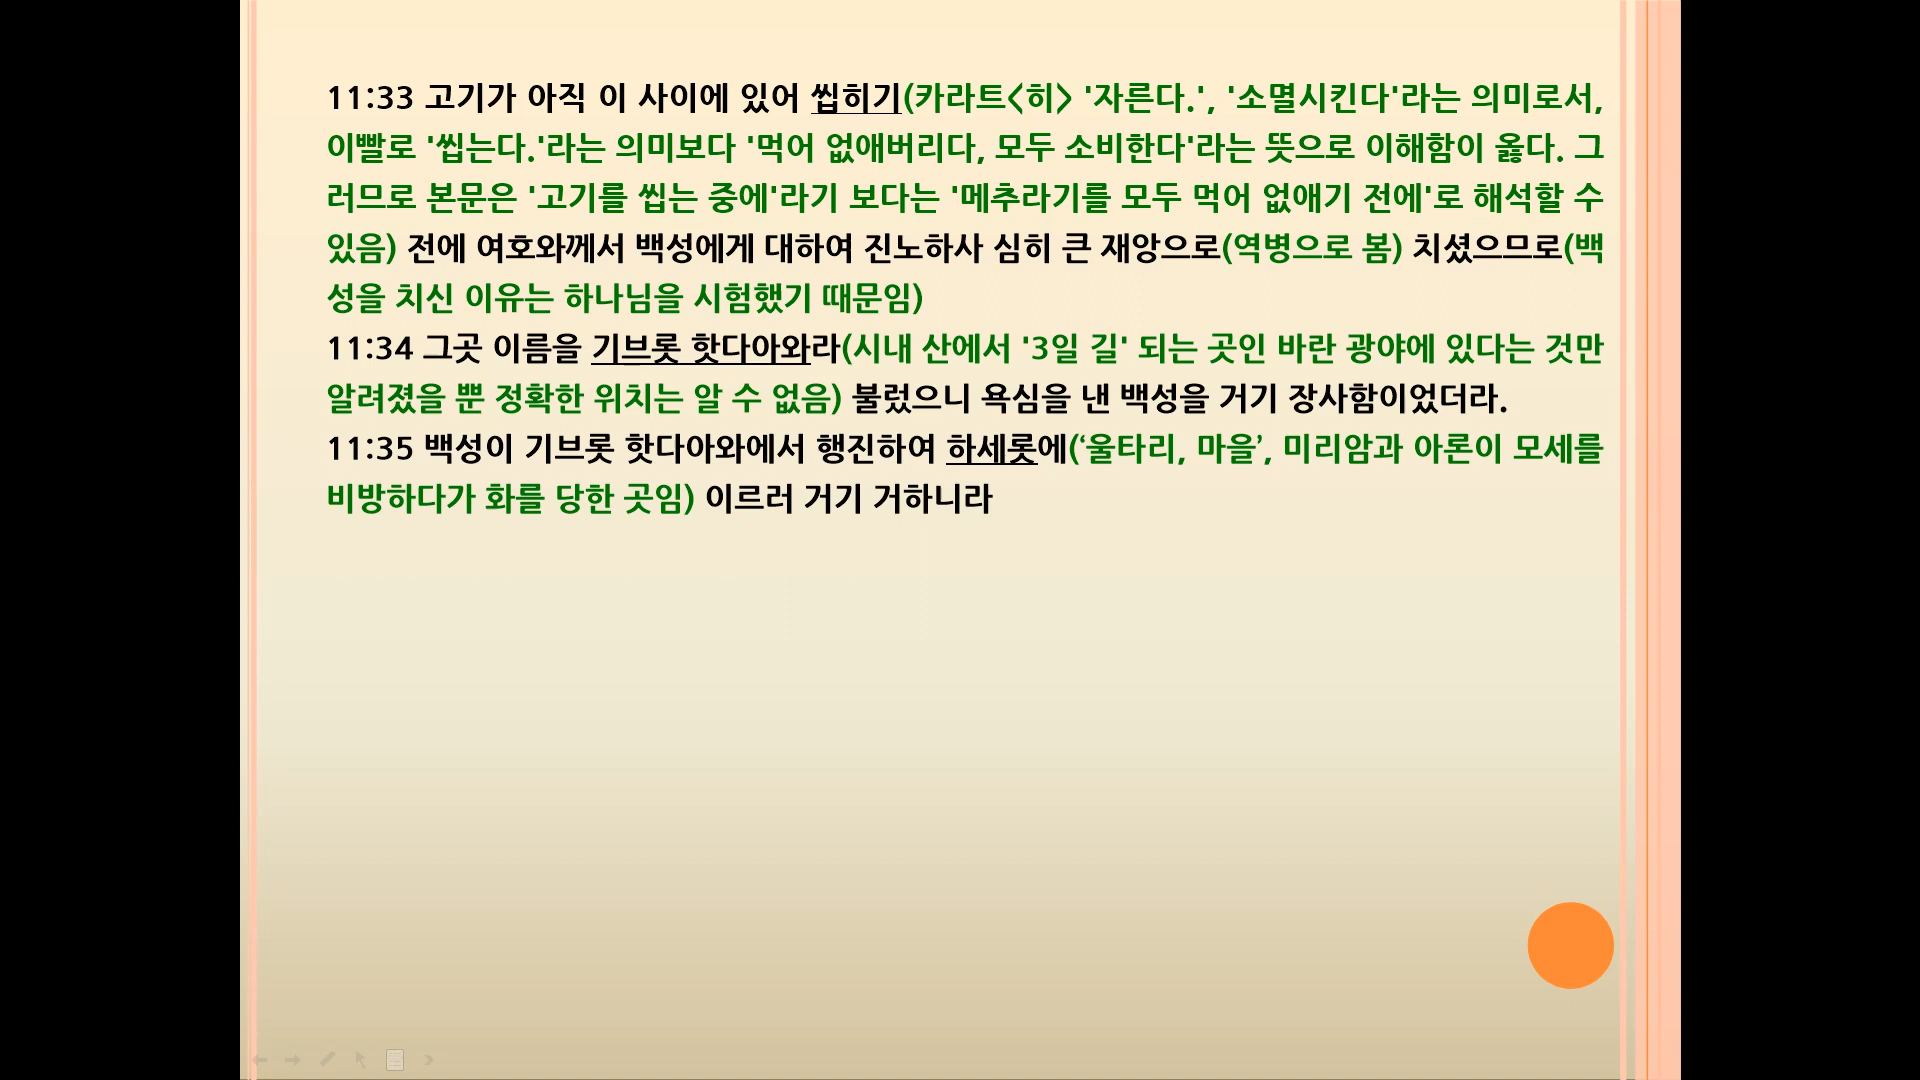 11:33 고기가 아직 이 사이에 있어 씹히기(카라트〈히〉 '자른다.', '소멸시킨다'라는 의미로서,
이빨로 '씹는다.'라는 의미보다 '먹어 없애버리다, 모두 소비한다'라는 뜻으로 이해함이 옳다. 그
러므로 본문은 '고기를 씹는 중에'라기 보다는 '메추라기를 모두 먹어 없애기 전에'로 해석할 수
있음) 전에 여호와께서 백성에게 대하여 진노하사 심히 큰 재앙으로(역병으로 봄) 치셨으므로(백
성을 치신 이유는 하나님을 시험했기 때문임)
11:34 그곳 이름을 기브롯 핫다아와라(시내 산에서 '3일 길' 되는 곳인 바란 광야에 있다는 것만
알려졌을 뿐 정확한 위치는 알 수 없음) 불렀으니 욕심을 낸 백성을 거기 장사함이었더라.
11:35 백성이 기브롯 핫다아와에서 행진하여 하세롯에(‘울타리, 마을’, 미리암과 아론이 모세를
비방하다가 화를 당한 곳임) 이르러 거기 거하니라